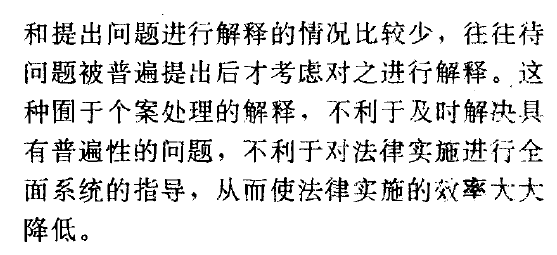 和提出问题进行解释的情况比较少，往往待
问题被普遍提出后才考虑对之进行解释。这
种囿于个案处理的解释，不利于及时解决具
有普遍性的问题，不利于对法律实施进行全
面系统的指导，从而使法律实施的效率大大
降低。